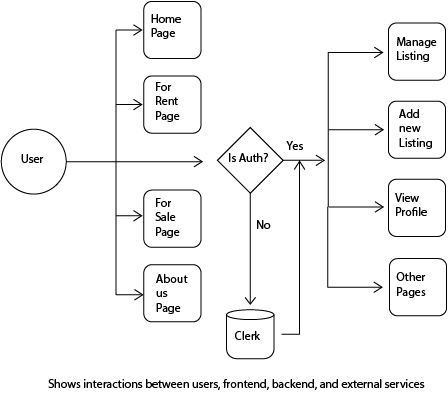 Home
Page
For
Rent
Page
User
For
Sale
Page
About
us
Page
Is Auth?
Yes
No
Clerk
Manage
Listing
Add
new
Listing
View
Profile
Other
Pages
Shows interactions between users, frontend, backend, and external services